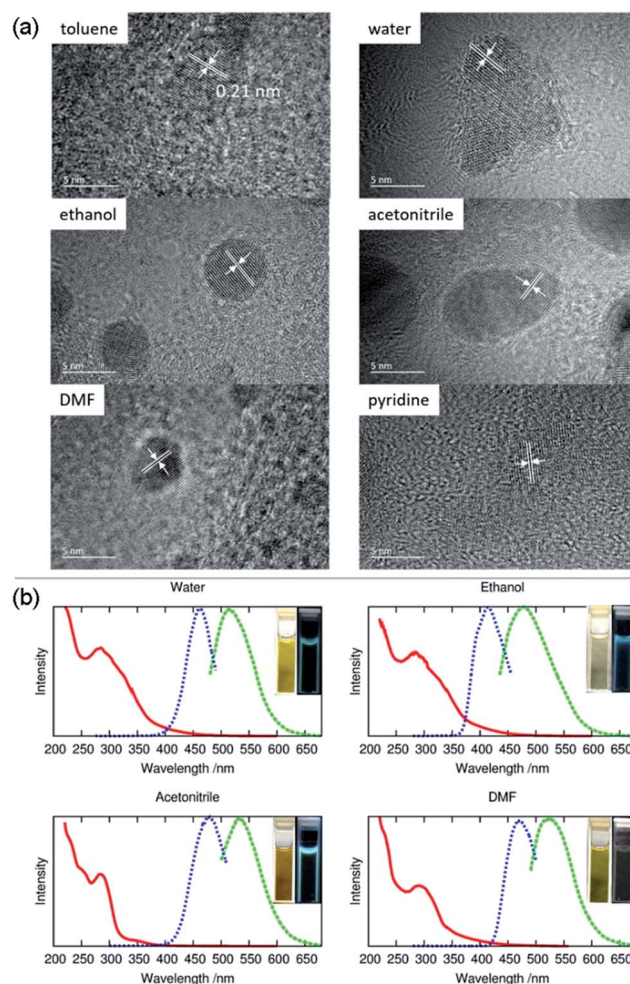 (a)
toluene
water
0.21 nm
5 nm
5 nm
ethanol
acetonitrile
5 nm
5 nm
DMF
pyridine
5 nm
5 nm
(b)
Water
Ethanol
Intensity
Intensity
200 250 300 350 400 450 500 550 600 650
200 250 300 350 400 450 500 550 600 650
Wavelength /nm
Wavelength /nm
Acetonitrile
DMF
Intensity
Intensity
200 250 300 350 400 450 500 550 600 650
200 250 300 350 400 450 500 550 600 650
Wavelength /nm
Wavelength /nm